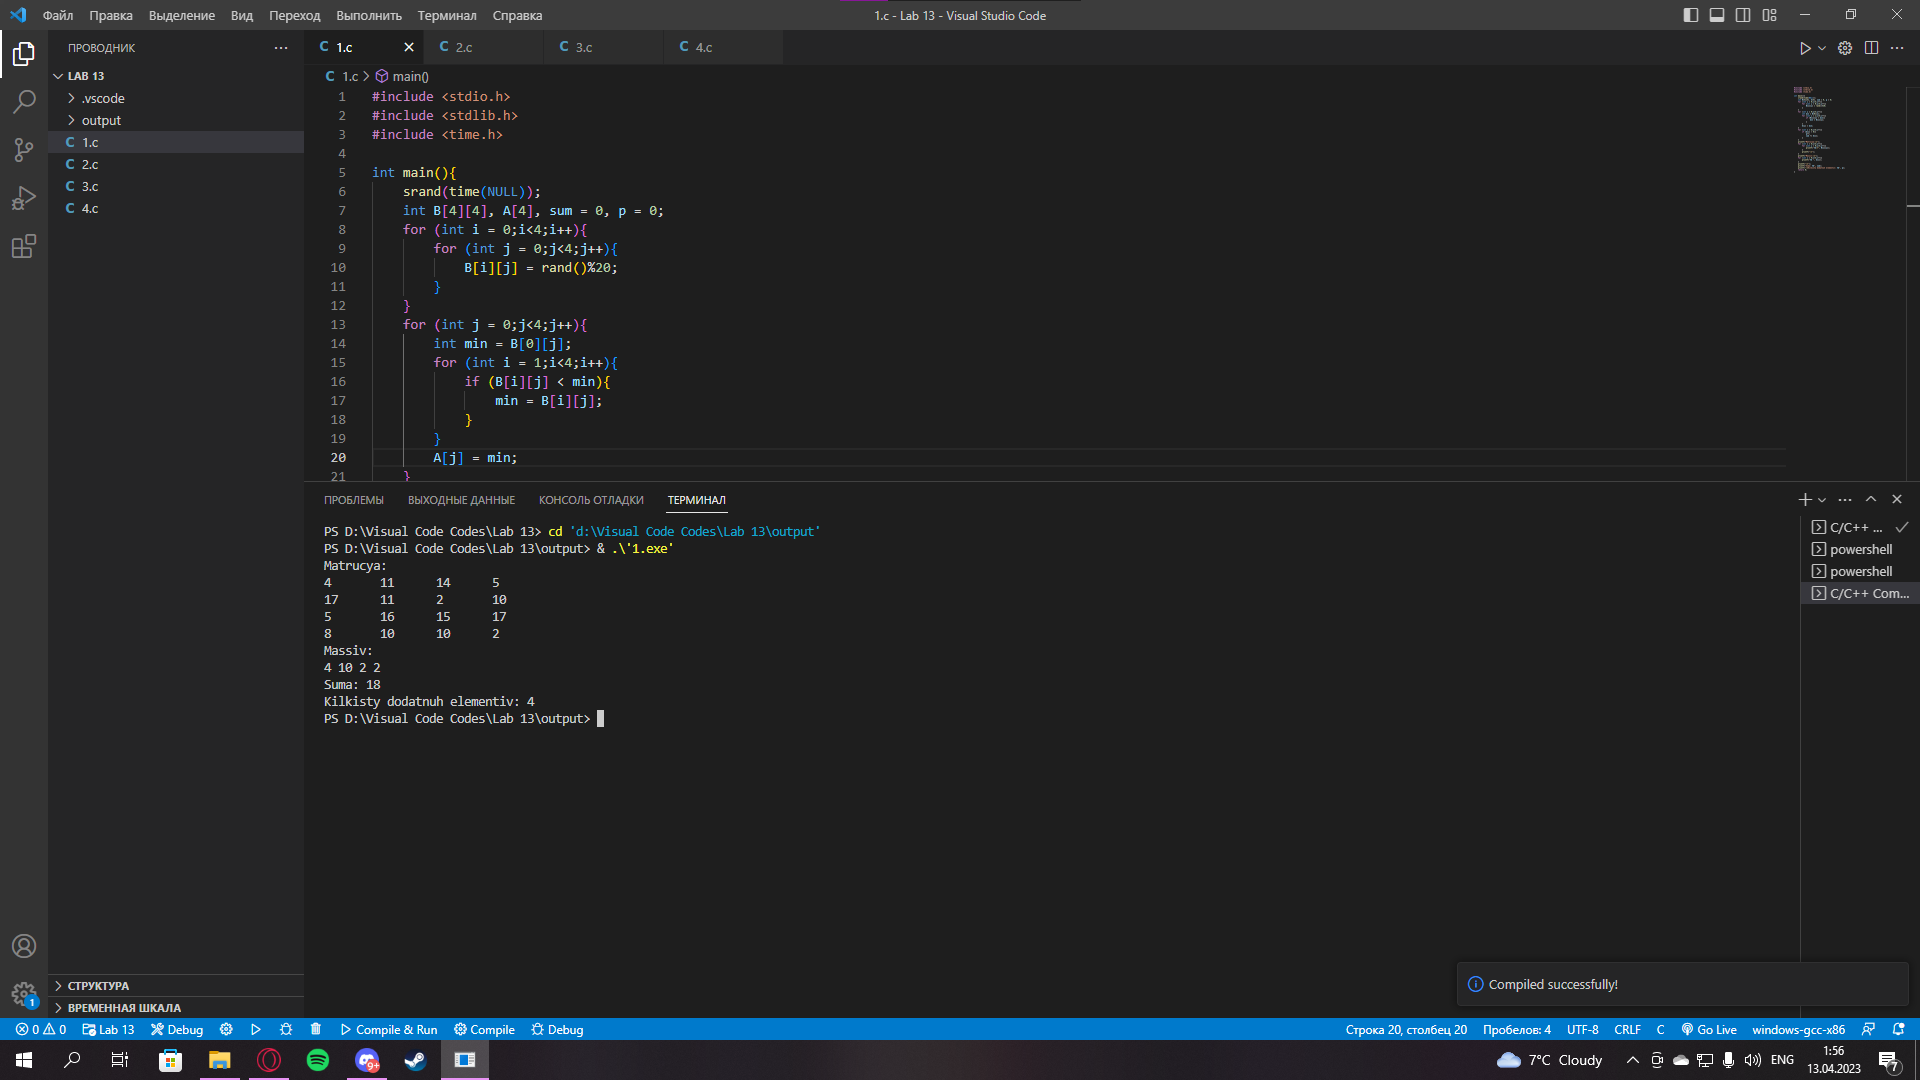 Файл Правка Выделение Вид Переход Выполнить Терминал Справка
1.c - Lab 13 - Visual Studio Code
ПРОВОДНИК
LAB 13
.vscode
output
C 1.c
C 2.c
C 3.c
C 4.c
C 1.c C 2.c C 3.c C 4.c
C 1.c > main()
1 #include <stdio.h>
2 #include <stdlib.h>
3 #include <time.h>
4
5 int main(){
6 srand(time(NULL));
7 int B[4][4], A[4], sum = 0, p = 0;
8 for (int i = 0;i<4;i++){
9 for (int j = 0;j<4;j++){
10 B[i][j] = rand()%20;
11 }
12 }
13 for (int j = 0;j<4;j++){
14 int min = B[0][j];
15 for (int i = 1;i<4;i++){
16 if (B[i][j] < min){
17 min = B[i][j];
18 }
19 }
20 A[j] = min;
21 }
ПРОБЛЕМЫ ВЫХОДНЫЕ ДАННЫЕ КОНСОЛЬ ОТЛАДКИ ТЕРМИНАЛ
PS D:\Visual Code Codes\Lab 13> cd 'd:\Visual Code Codes\Lab 13\output'
PS D:\Visual Code Codes\Lab 13\output> & .\'1.exe'
Matrucya:
4 11 14 5
17 11 2 10
5 16 15 17
8 10 10 2
Massiv:
4 10 2 2
Suma: 18
Kilkisty dodatnuh elementiv: 4
PS D:\Visual Code Codes\Lab 13\output>
C/C++ ...
powershell
powershell
C/C++ Com...
СТРУКТУРА
ВРЕМЕННАЯ ШКАЛА
Compiled successfully!
1
0 0 Lab 13 Debug Compile & Run Compile Debug
Строка 20, столбец 20 Пробелов: 4 UTF-8 CRLF C Go Live windows-gcc-x86
9+
7°C Cloudy ENG
1:56
13.04.2023
7